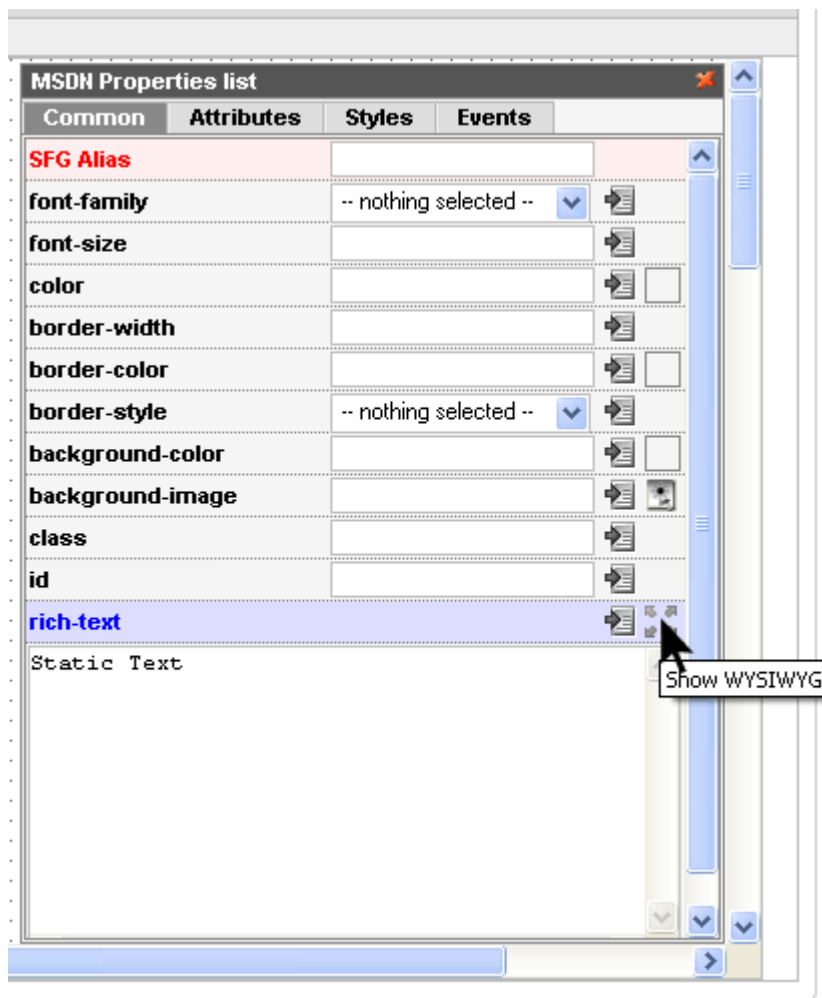 MSDN Properties list
Common Attributes Styles Events
SFG Alias
font-family -- nothing selected --
font-size
color
border-width
border-color
border-style -- nothing selected --
background-color
background-image
class
id
rich-text
Static Text
Show WYSIWYG